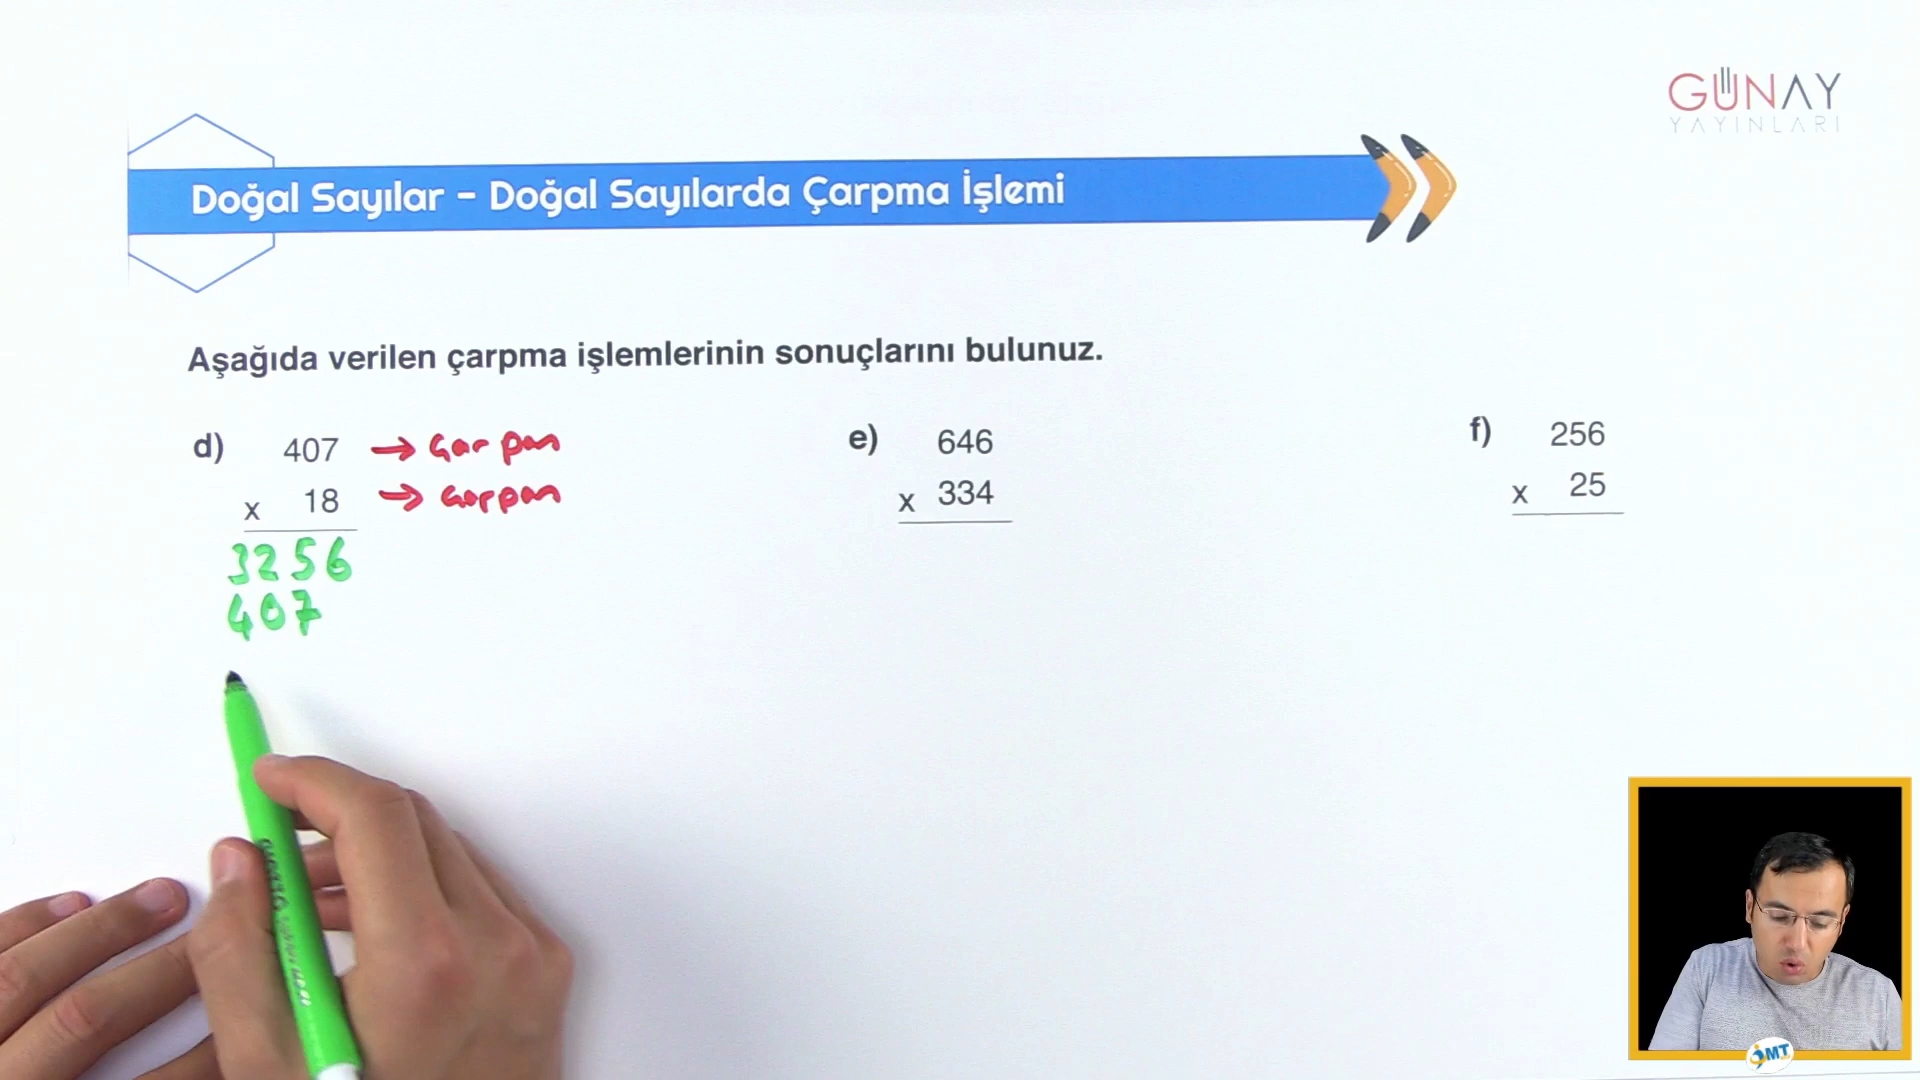 GÜNAY
YAYINLARI
Doğal Sayılar - Doğal Sayılarda Çarpma İşlemi
Aşağıda verilen çarpma işlemlerinin sonuçlarını bulunuz.
d) 407 → Çarpan
x 18 → Çarpan
3256
407
e) 646
x 334
f) 256
x 25
MT